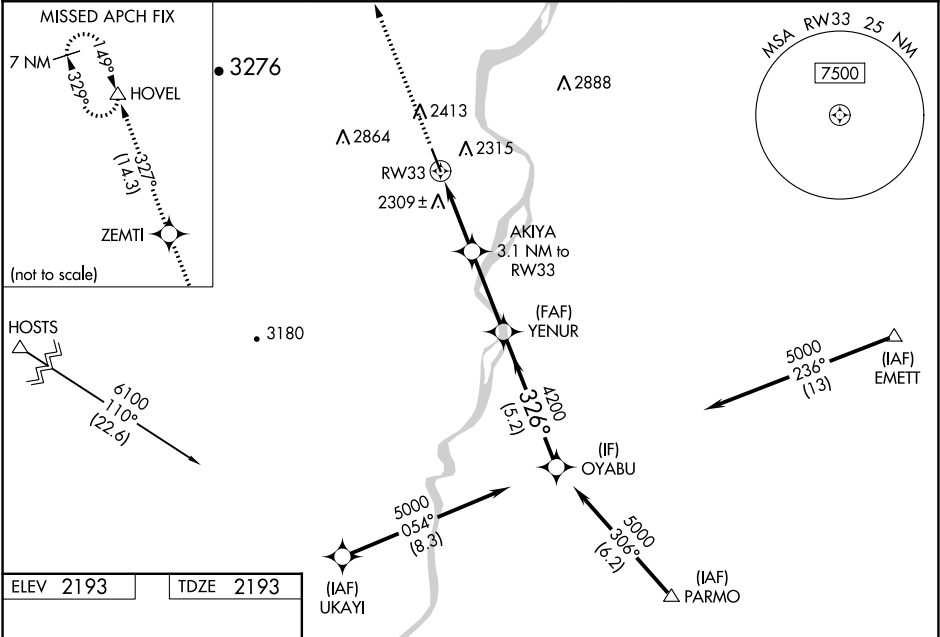 MISSED APCH FIX
7 NM
149°
329°
HOVEL
327°
(14.3)
ZEMTI
(not to scale)
3276
2888
2413
2864
2315
RW33
2309±
MSA RW33 25 NM
7500
AKIYA
3.1 NM to
RW33
(FAF)
YENUR
HOSTS
3180
6100
110°
(22.6)
5000
236°
(13)
(IAF)
EMETT
4200
326°
(5.2)
(IF)
OYABU
5000
054°
(8.3)
(IAF)
UKAYI
5000
306°
(6.2)
(IAF)
PARMO
ELEV 2193
TDZE 2193